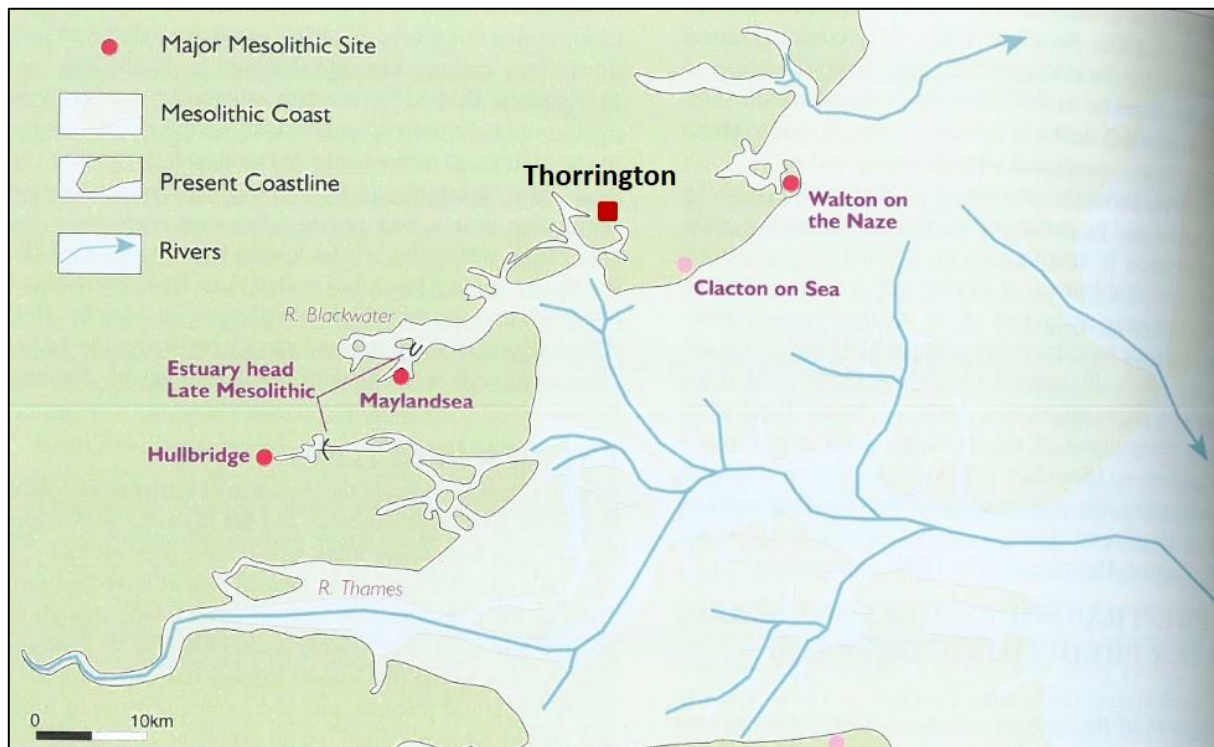 Major Mesolithic Site
Mesolithic Coast
Present Coastline
Rivers
Thorrington
Walton on
the Naze
Clacton on Sea
R. Blackwater
Estuary head
Late Mesolithic
Maylandsea
Hullbridge
R. Thames
0 10km